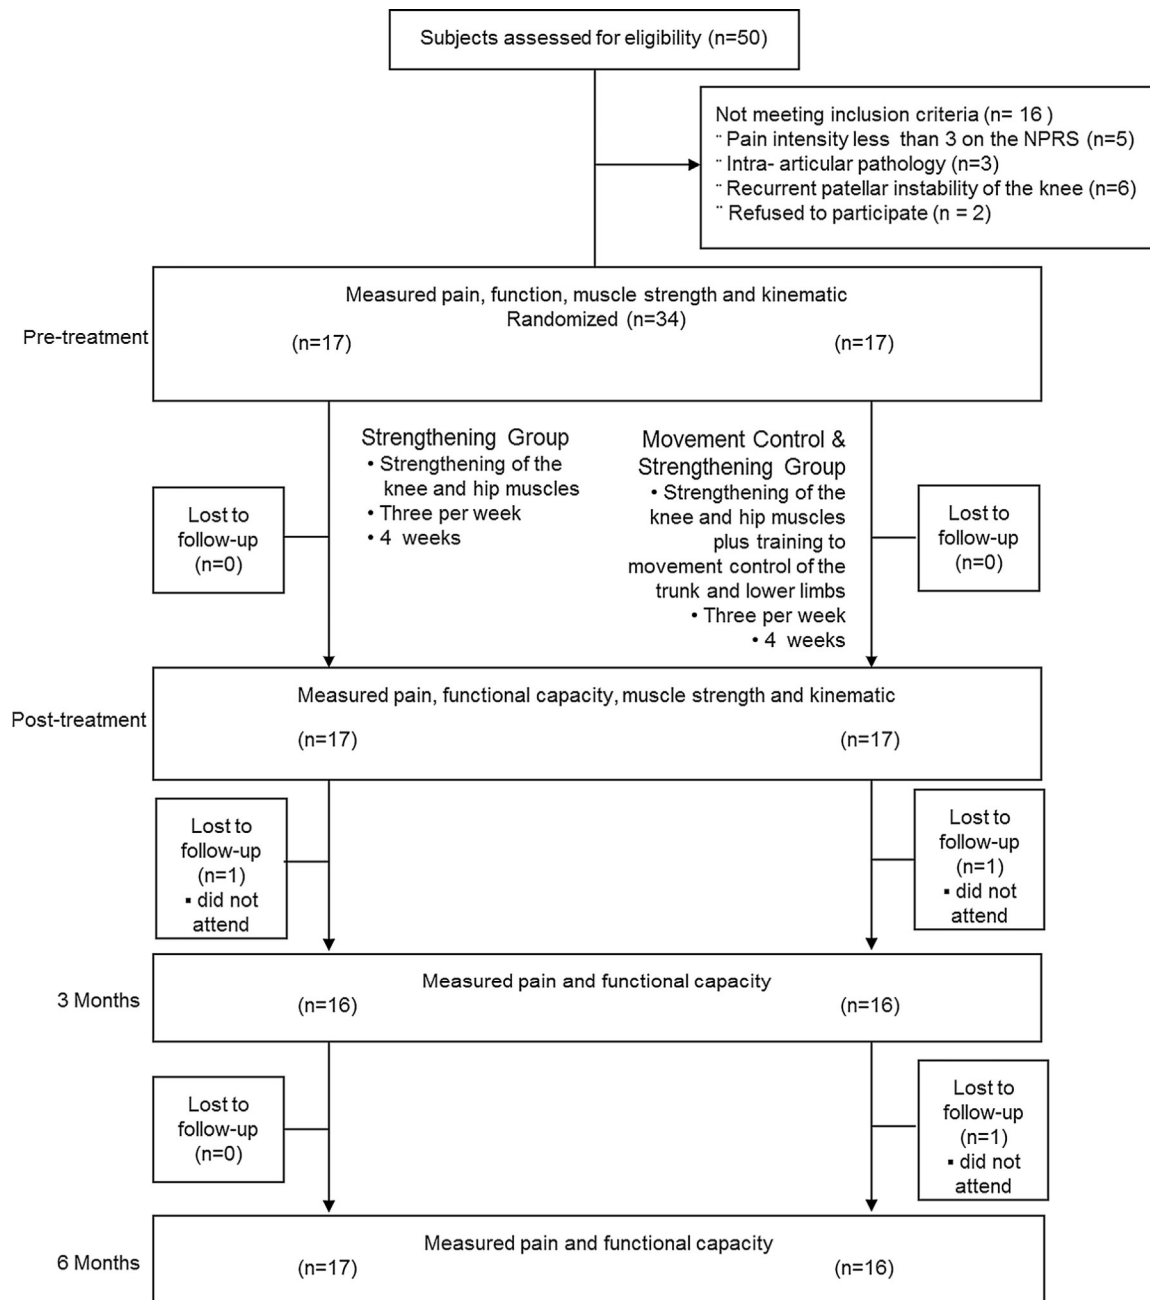 Subjects assessed for eligibility (n=50)
Not meeting inclusion criteria (n= 16 )
¨ Pain intensity less than 3 on the NPRS (n=5)
¨ Intra- articular pathology (n=3)
¨ Recurrent patellar instability of the knee (n=6)
¨ Refused to participate (n = 2)
Pre-treatment
Measured pain, function, muscle strength and kinematic
Randomized (n=34)
(n=17)
(n=17)
Strengthening Group
• Strengthening of the
knee and hip muscles
• Three per week
• 4 weeks
Movement Control &
Strengthening Group
• Strengthening of the
knee and hip muscles
plus training to
movement control of the
trunk and lower limbs
• Three per week
• 4 weeks
Lost to
follow-up
(n=0)
Lost to
follow-up
(n=0)
Post-treatment
Measured pain, functional capacity, muscle strength and kinematic
(n=17)
(n=17)
Lost to
follow-up
(n=1)
▪ did not
attend
Lost to
follow-up
(n=1)
▪ did not
attend
3 Months
Measured pain and functional capacity
(n=16)
(n=16)
Lost to
follow-up
(n=0)
Lost to
follow-up
(n=1)
▪ did not
attend
6 Months
Measured pain and functional capacity
(n=17)
(n=16)